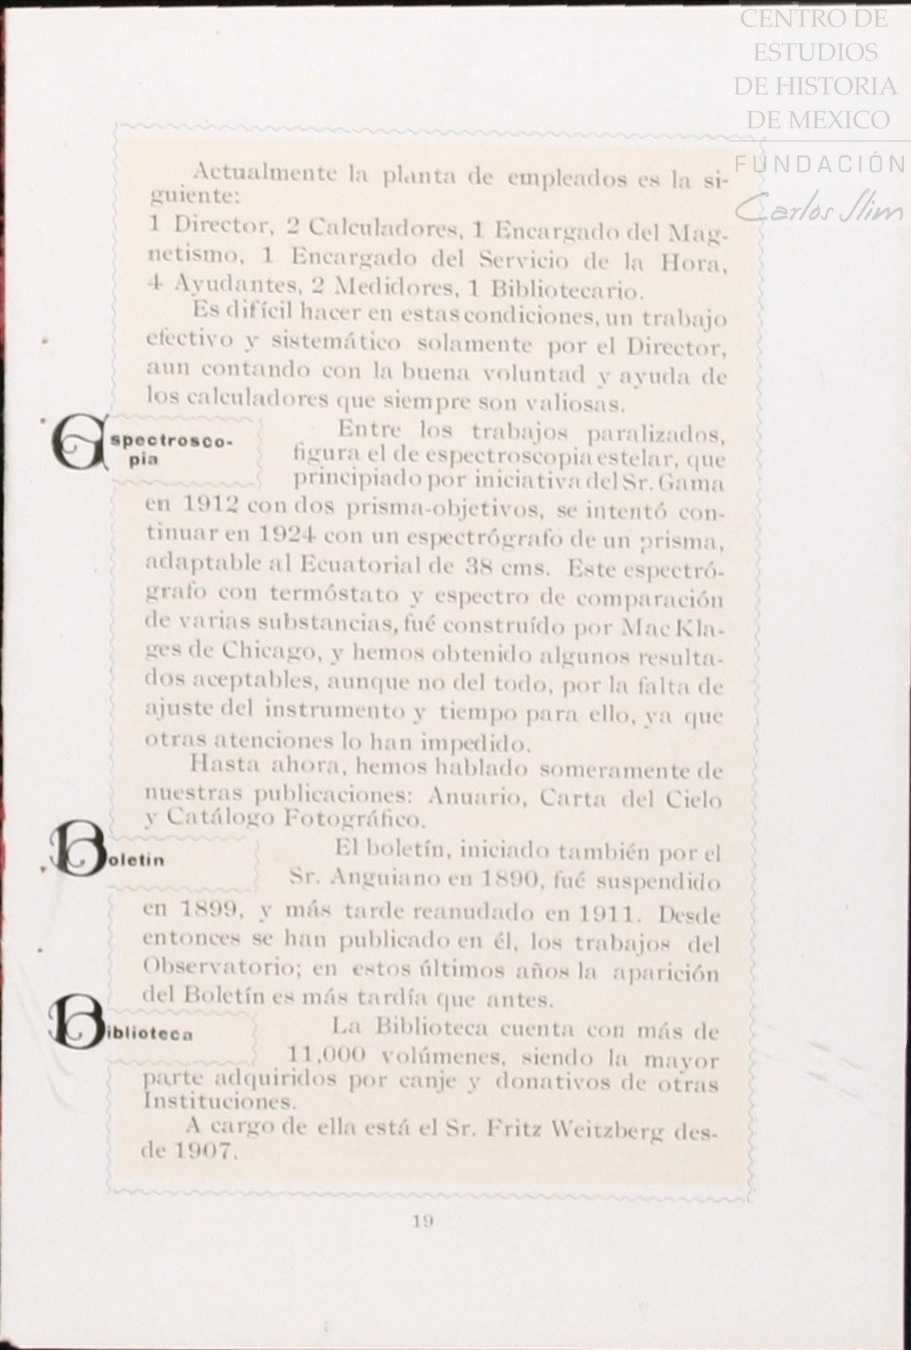 CENTRO DE
ESTUDIOS
DE HISTORIA
DE MEXICO
FUNDACIÓN
Carlos Slim
Actualmente la planta de empleados es la si-
guiente:
1 Director, 2 Calculadores, 1 Encargado del Mag-
netismo, 1 Encargado del Servicio de la Hora,
4 Ayudantes, 2 Medidores, 1 Bibliotecario.
Es difícil hacer en estas condiciones, un trabajo
efectivo y sistemático solamente por el Director,
aun contando con la buena voluntad y ayuda de
los calculadores que siempre son valiosas.
Espectrosco-
pia
Entre los trabajos paralizados,
figura el de espectroscopia estelar, que
principiado por iniciativa del Sr. Gama
en 1912 con dos prisma-objetivos, se intentó con-
tinuar en 1924 con un espectrógrafo de un prisma,
adaptable al Ecuatorial de 38 cms. Este espectró-
grafo con termóstato y espectro de comparación
de varias substancias, fué construído por Mac Kla-
ges de Chicago, y hemos obtenido algunos resulta-
dos aceptables, aunque no del todo, por la falta de
ajuste del instrumento y tiempo para ello, ya que
otras atenciones lo han impedido.
Hasta ahora, hemos hablado someramente de
nuestras publicaciones: Anuario, Carta del Cielo
y Catálogo Fotográfico.
Boletin
El boletín, iniciado también por el
Sr. Anguiano en 1890, fué suspendido
en 1899, y más tarde reanudado en 1911. Desde
entonces se han publicado en él, los trabajos del
Observatorio; en estos últimos años la aparición
del Boletín es más tardía que antes.
Biblioteca
La Biblioteca cuenta con más de
11,000 volúmenes, siendo la mayor
parte adquiridos por canje y donativos de otras
Instituciones.
A cargo de ella está el Sr. Fritz Weitzberg des-
de 1907.
19